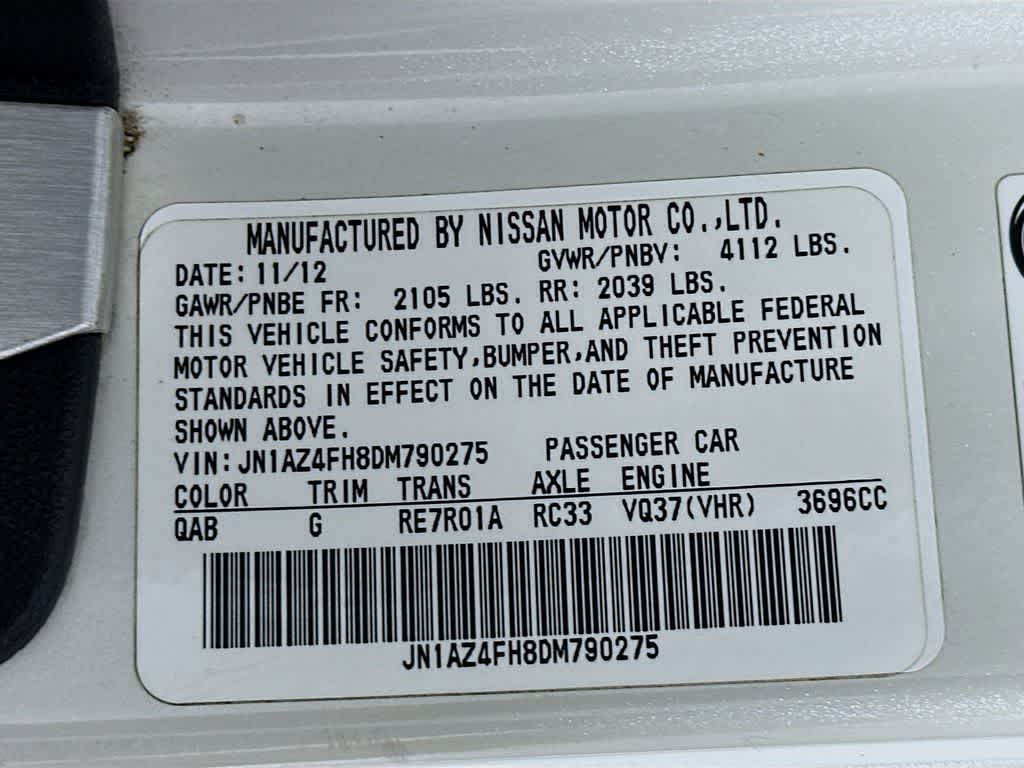 MANUFACTURED BY NISSAN MOTOR CO.,LTD.
DATE: 11/12 GVWR/PNBV: 4112 LBS.
GAWR/PNBE FR: 2105 LBS. RR: 2039 LBS.
THIS VEHICLE CONFORMS TO ALL APPLICABLE FEDERAL
MOTOR VEHICLE SAFETY,BUMPER,AND THEFT PREVENTION
STANDARDS IN EFFECT ON THE DATE OF MANUFACTURE
SHOWN ABOVE.
VIN:JN1AZ4FH8DM790275 PASSENGER CAR
COLOR TRIM TRANS AXLE ENGINE
QAB G RE7R01A RC33 VQ37(VHR) 3696CC
JN1AZ4FH8DM790275